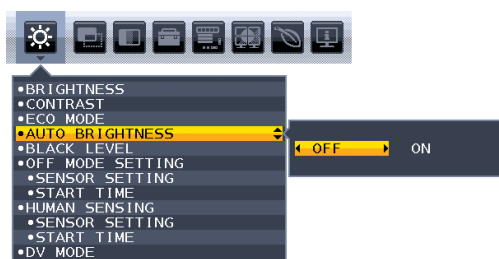 •BRIGHTNESS
•CONTRAST
•ECO MODE
•AUTO BRIGHTNESS
OFF ON
•BLACK LEVEL
•OFF MODE SETTING
•SENSOR SETTING
•START TIME
•HUMAN SENSING
•SENSOR SETTING
•START TIME
•DV MODE